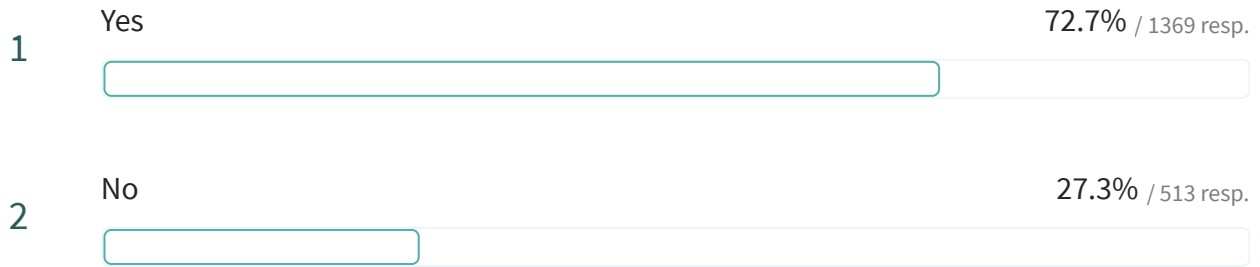 1
Yes
72.7% / 1369 resp.
2
No
27.3% / 513 resp.